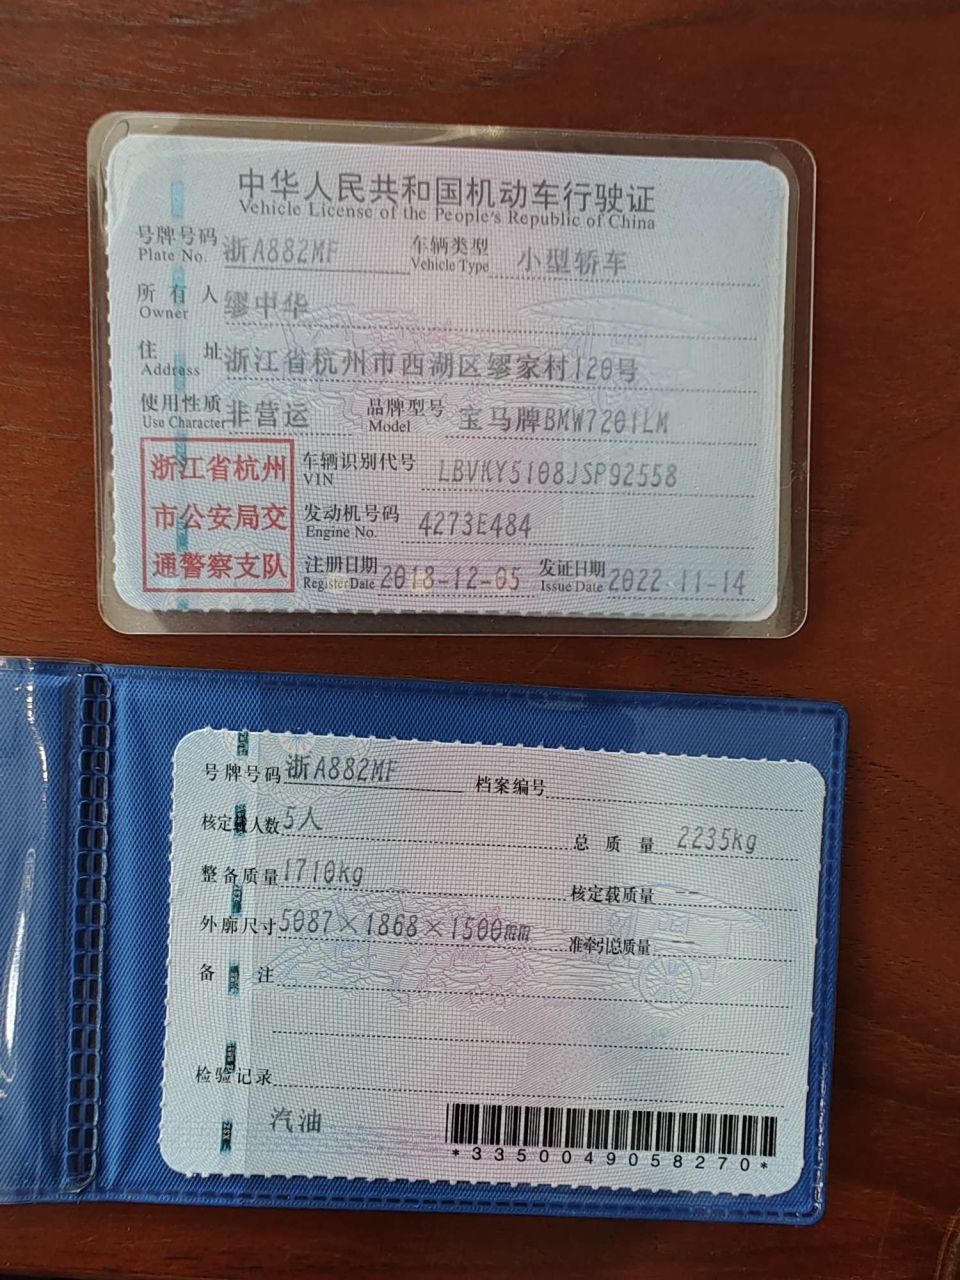 中华人民共和国机动车行驶证
Vehicle License of the People's Republic of China
号牌号码 浙A882MF 车辆类型 小型轿车
Plate No. Vehicle Type
所有人 缪中华
Owner
住址 浙江省杭州市西湖区缪家村120号
Address
使用性质 非营运 品牌型号 宝马牌BMW7201LM
Use Character Model
浙江省杭州
市公安局交
通警察支队
车辆识别代号 LBVKY5108JSP92558
VIN
发动机号码 4273E484
Engine No.
注册日期 2018-12-05 发证日期 2022-11-14
Register Date Issue Date
号牌号码 浙A882MF 档案编号
核定载人数 5人 总质量 2235kg
整备质量 1710kg 核定载质量 --
外廓尺寸 5087×1868×1500mm 准牵引总质量 --
备注
检验记录
汽油
*3350049058270*